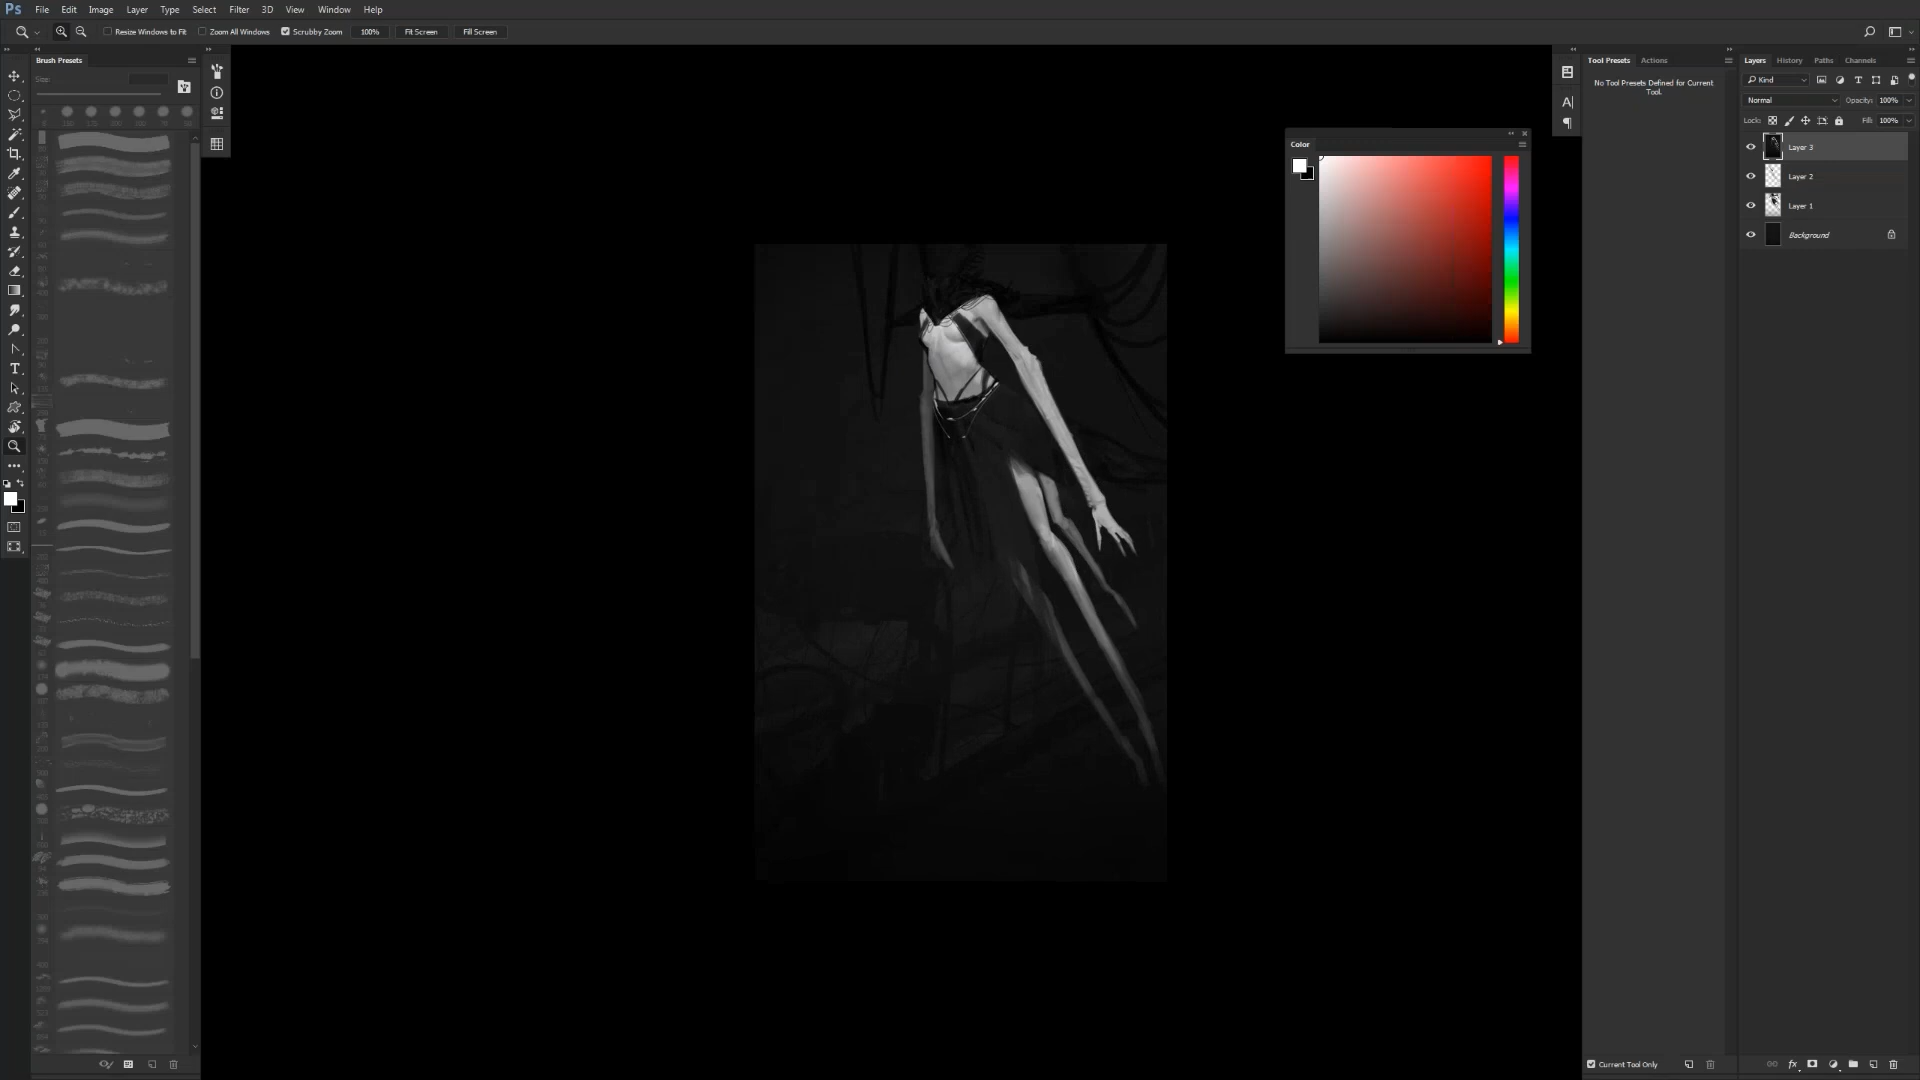 Ps File Edit Image Layer Type Select Filter 3D View Window Help
Resize Windows to Fit Zoom All Windows Scrubby Zoom 100% Fit Screen Fill Screen
Brush Presets
Size:
Tool Presets Actions
No Tool Presets Defined for Current
Tool.
Current Tool Only
Color
Layers History Paths Channels
Kind
Normal Opacity: 100%
Lock: Fill: 100%
Layer 3
Layer 2
Layer 1
Background